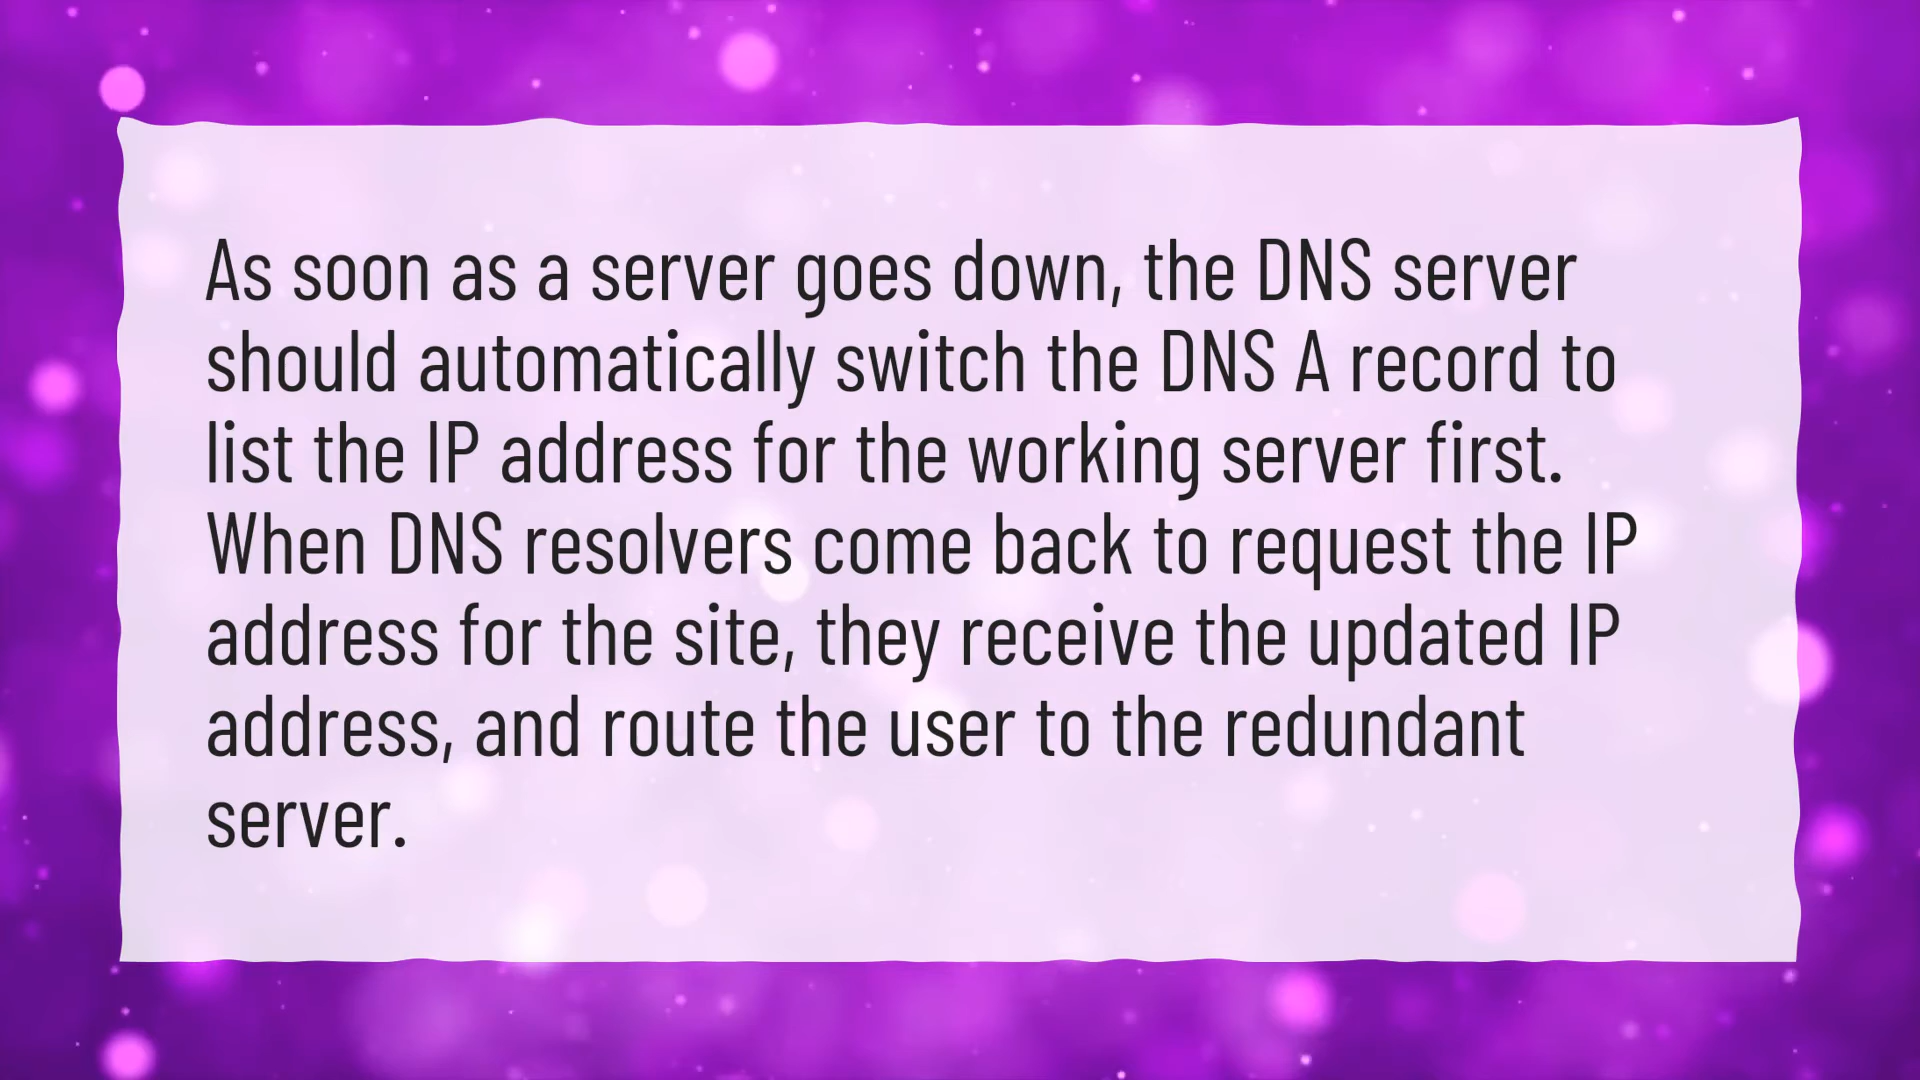 As soon as a server goes down, the DNS server
should automatically switch the DNS A record to
list the IP address for the working server first.
When DNS resolvers come back to request the IP
address for the site, they receive the updated IP
address, and route the user to the redundant
server.